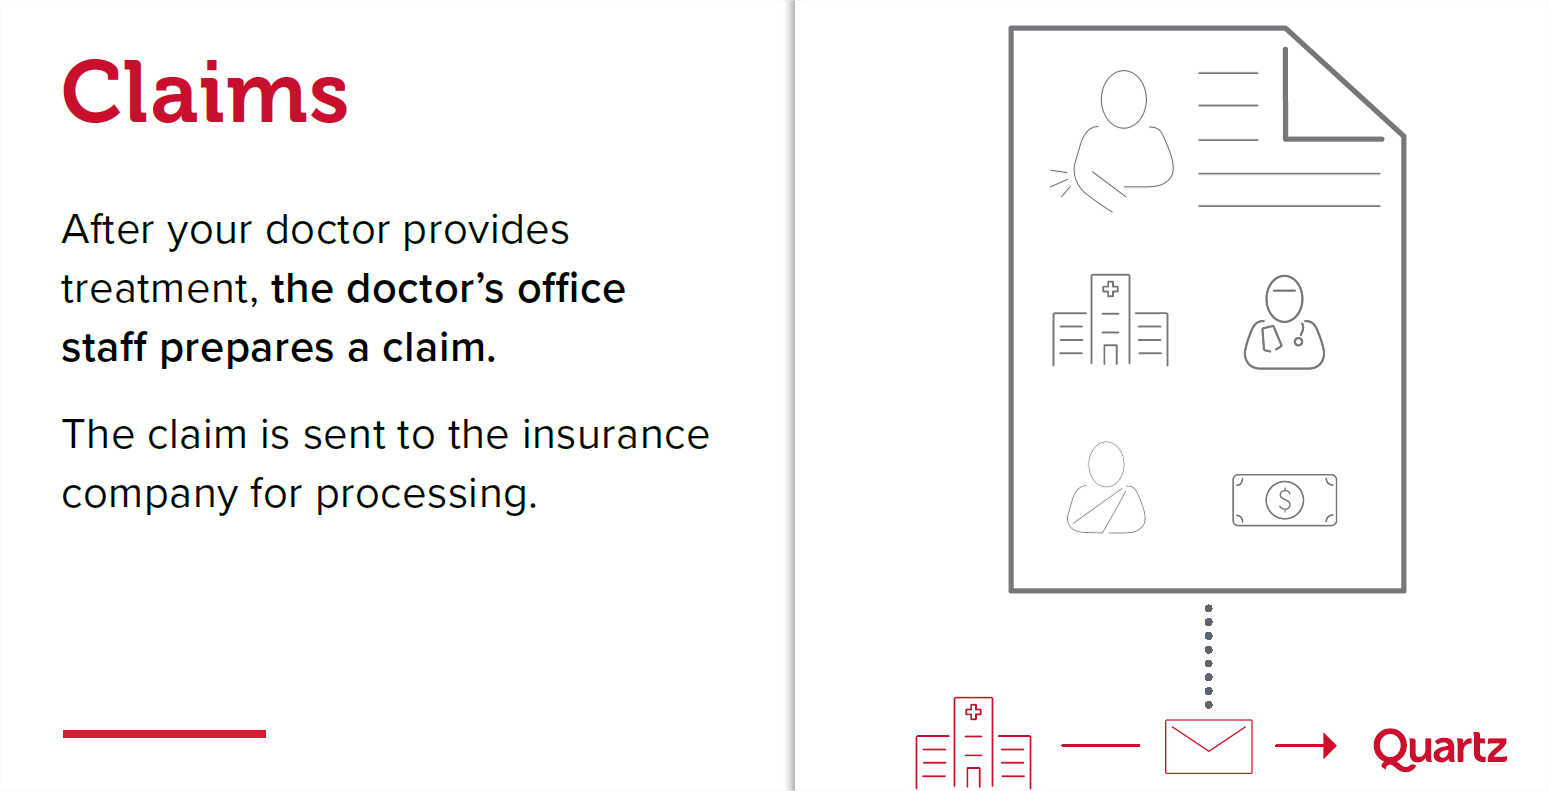 Claims
After your doctor provides
treatment, the doctor’s office
staff prepares a claim.
The claim is sent to the insurance
company for processing.
$
Quartz